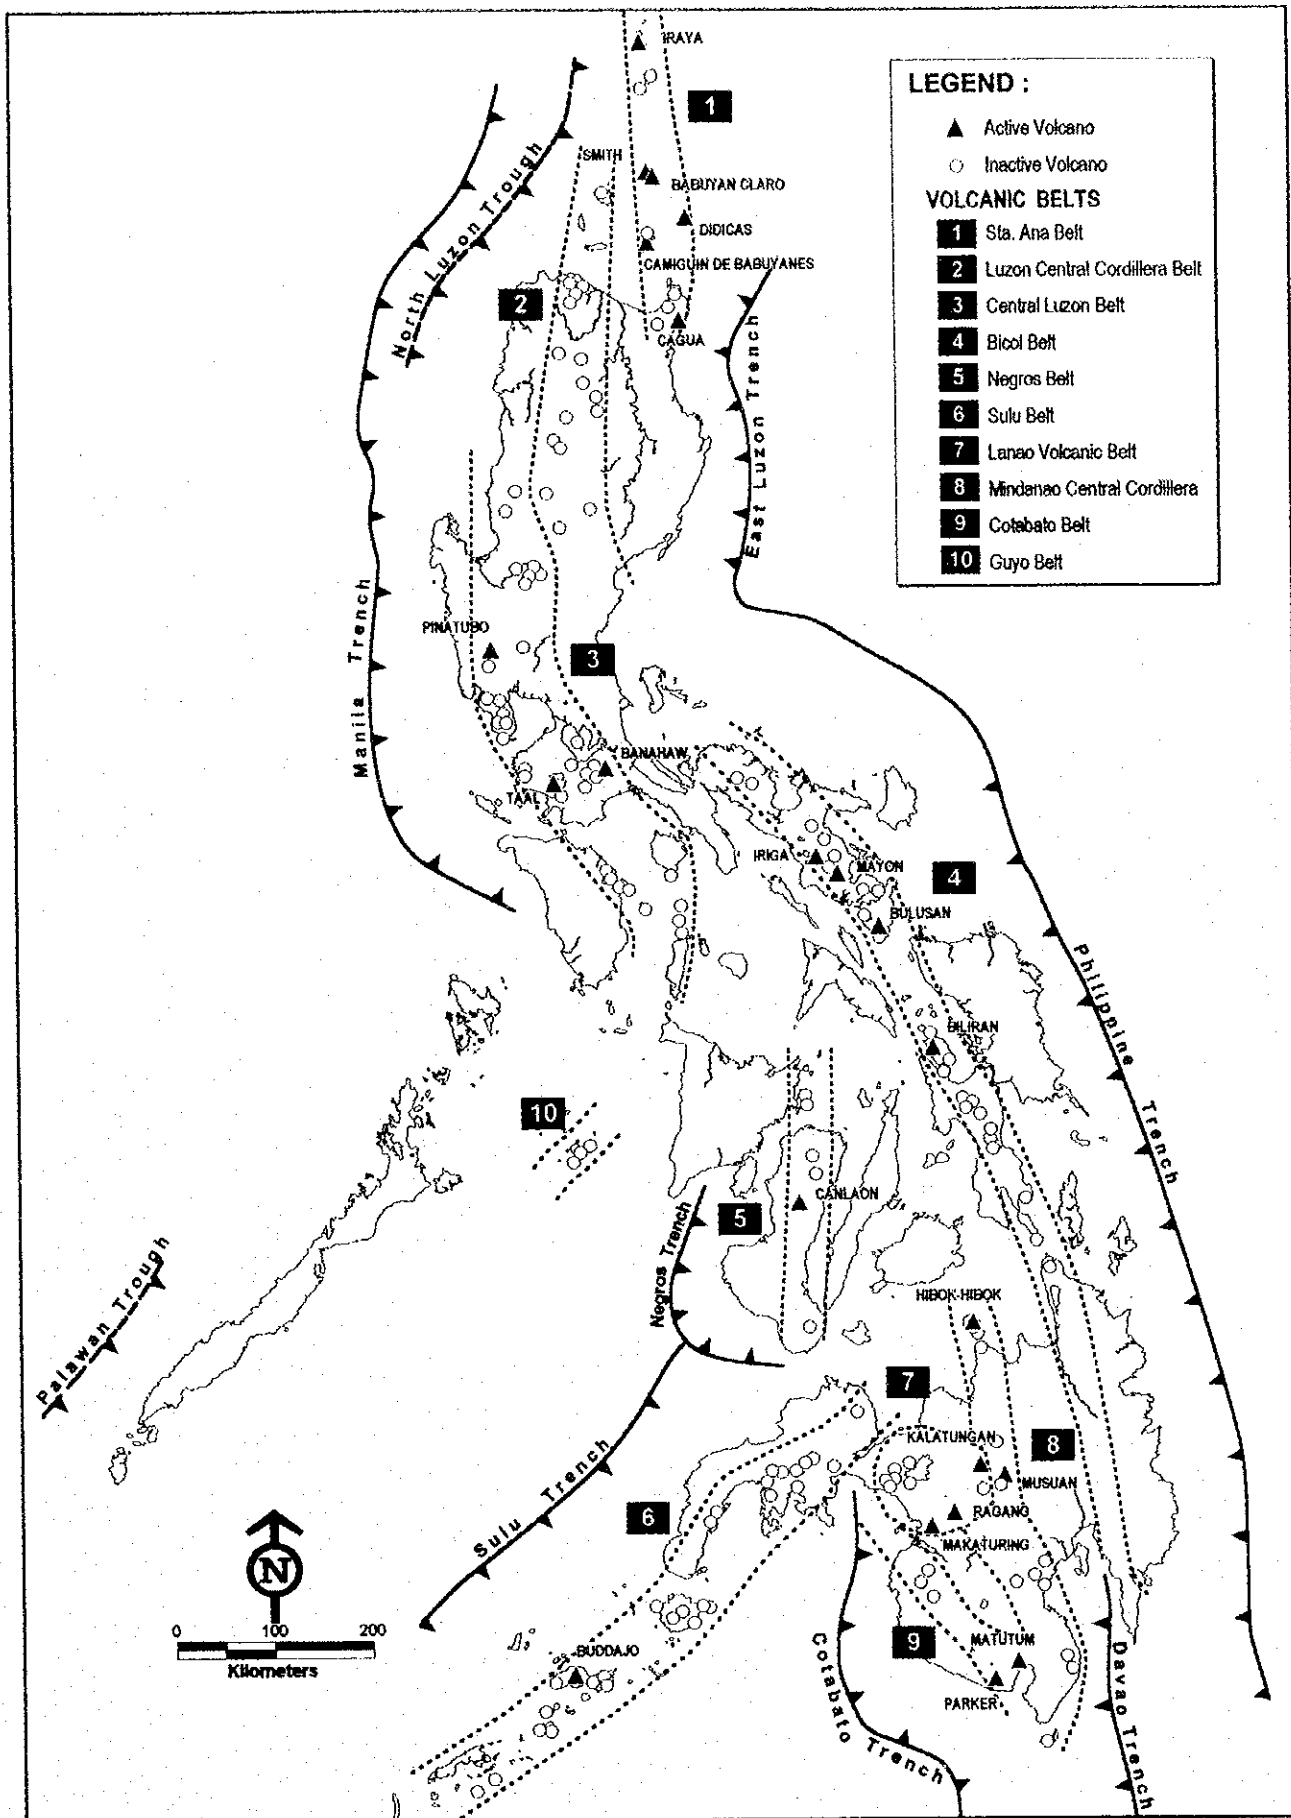 IRAYA
LEGEND :
Active Volcano
Inactive Volcano
VOLCANIC BELTS
1 Sta. Ana Belt
2 Luzon Central Cordillera Belt
3 Central Luzon Belt
4 Bicol Belt
5 Negros Belt
6 Sulu Belt
7 Lanao Volcanic Belt
8 Mindanao Central Cordillera
9 Cotabato Belt
10 Guyo Belt
1
SMITH
BABUYAN CLARO
DIDICAS
CAMIGUIN DE BABUYANES
North Luzon Trough
2
CAGUA
East Luzon Trench
Manila Trench
PINATUBO
3
BANAHAW
TAAL
IRIGA
MAYON
4
BULUSAN
Philippine Trench
BILIRAN
10
CANLAON
5
Negros Trench
Palawan Trough
HIBOK-HIBOK
7
KALATUNGAN
8
MUSUAN
RAGANG
MAKATURING
6
Sulu Trench
N
0 100 200
Kilometers
BUDDAJO
9
MATUTUM
PARKER
Cotabato Trench
Davao Trench